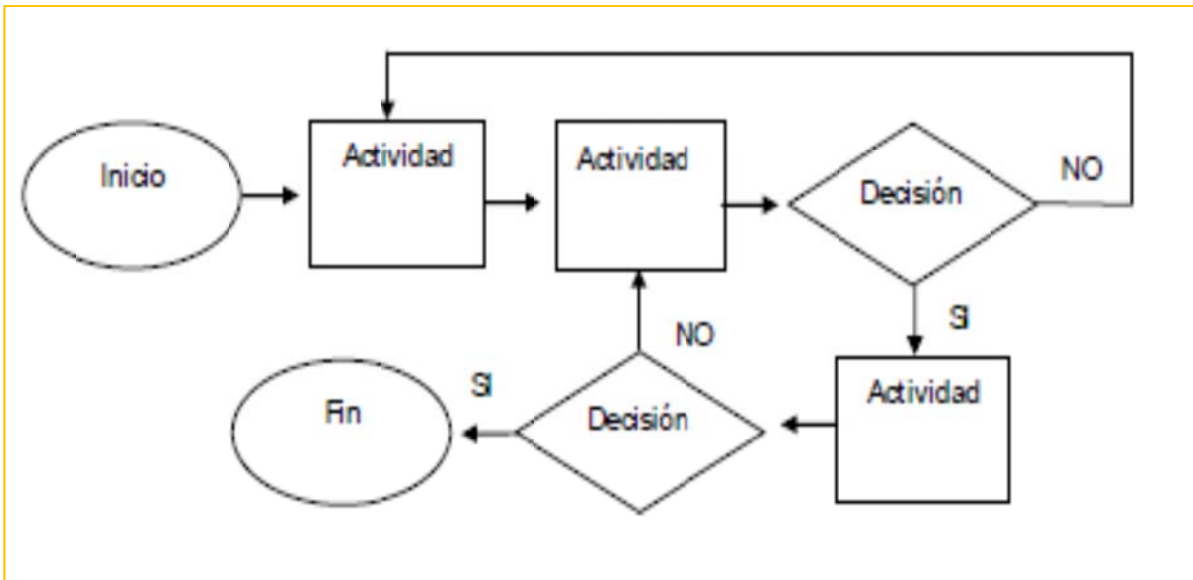 Inicio
Actividad
Actividad
Decisión
NO
SI
Actividad
Decisión
NO
SI
Fin